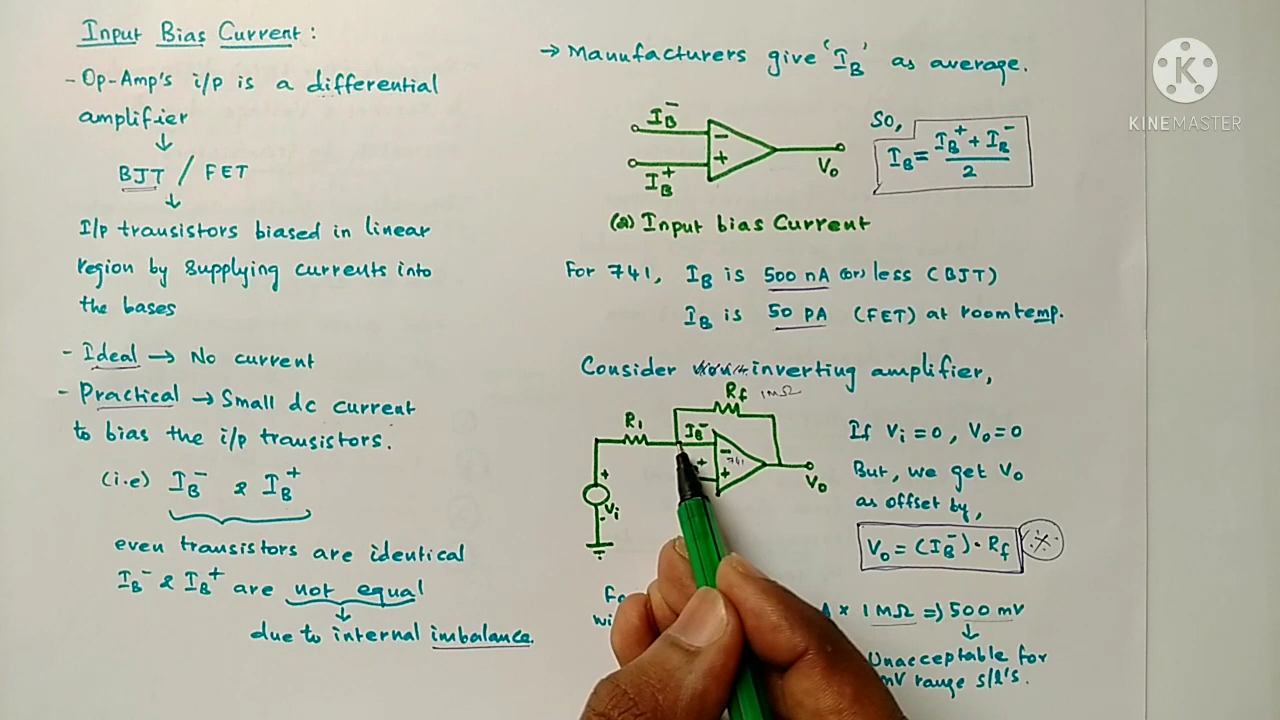 Input Bias Current :
- Op-Amp's i/p is a differential
amplifier
↓
BJT / FET
↓
I/p transistors biased in linear
region by supplying currents into
the bases
- Ideal → No current
- Practical → Small dc current
to bias the i/p transistors.
(i.e) IB⁻ & IB⁺
even transistors are identical
IB⁻ & IB⁺ are not equal
↓
due to internal imbalance.
→ Manufacturers give 'IB' as average.
IB⁻
IB⁺
-
+
Vo
So,
IB = IB⁺ + IB⁻ / 2
(a) Input bias Current
For 741, IB is 500 nA (or) less (BJT)
IB is 50 PA (FET) at room temp.
Consider inverting amplifier,
Rf 1MΩ
R1
IB⁻
-
741
+
+
Vi
-
Vo
If Vi = 0, Vo = 0
But, we get Vo
as offset by,
Vo = (IB⁻) · Rf
× 1MΩ ⇒ 500 mV
↓
Unacceptable for
mV range s/l's.
KINEMASTER
K